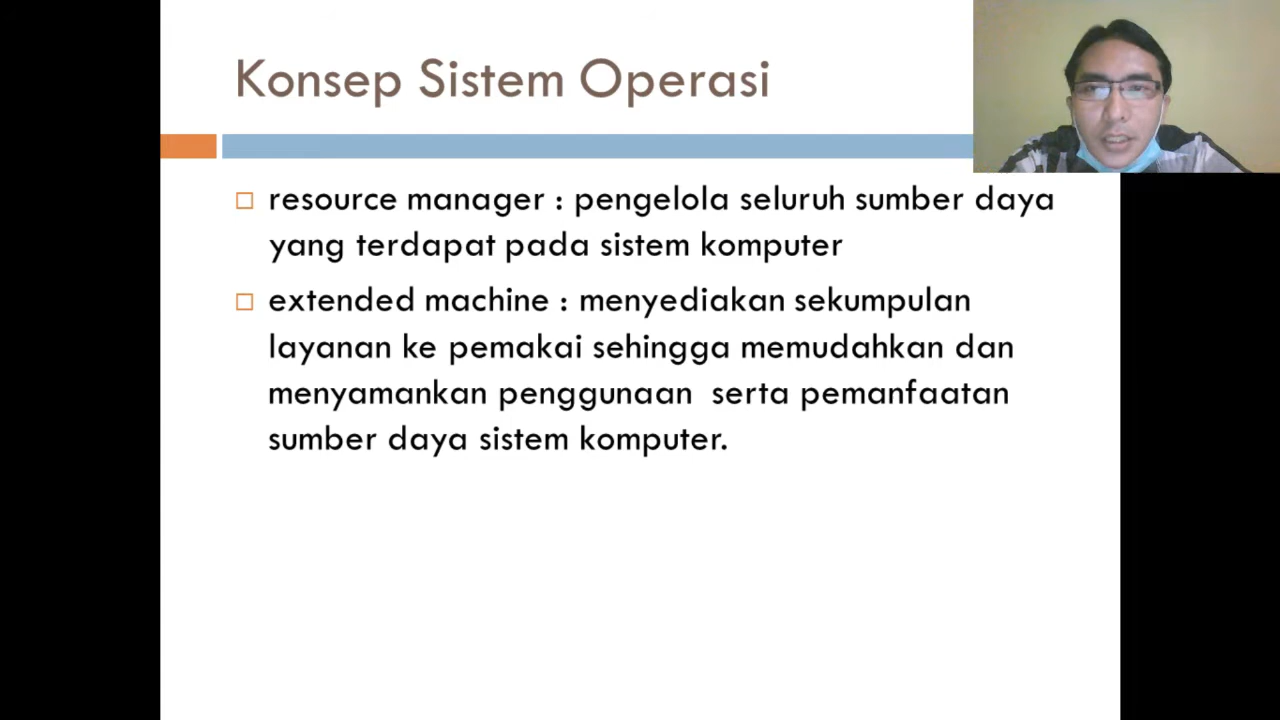 Konsep Sistem Operasi
resource manager : pengelola seluruh sumber daya
yang terdapat pada sistem komputer
extended machine : menyediakan sekumpulan
layanan ke pemakai sehingga memudahkan dan
menyamankan penggunaan  serta pemanfaatan
sumber daya sistem komputer.